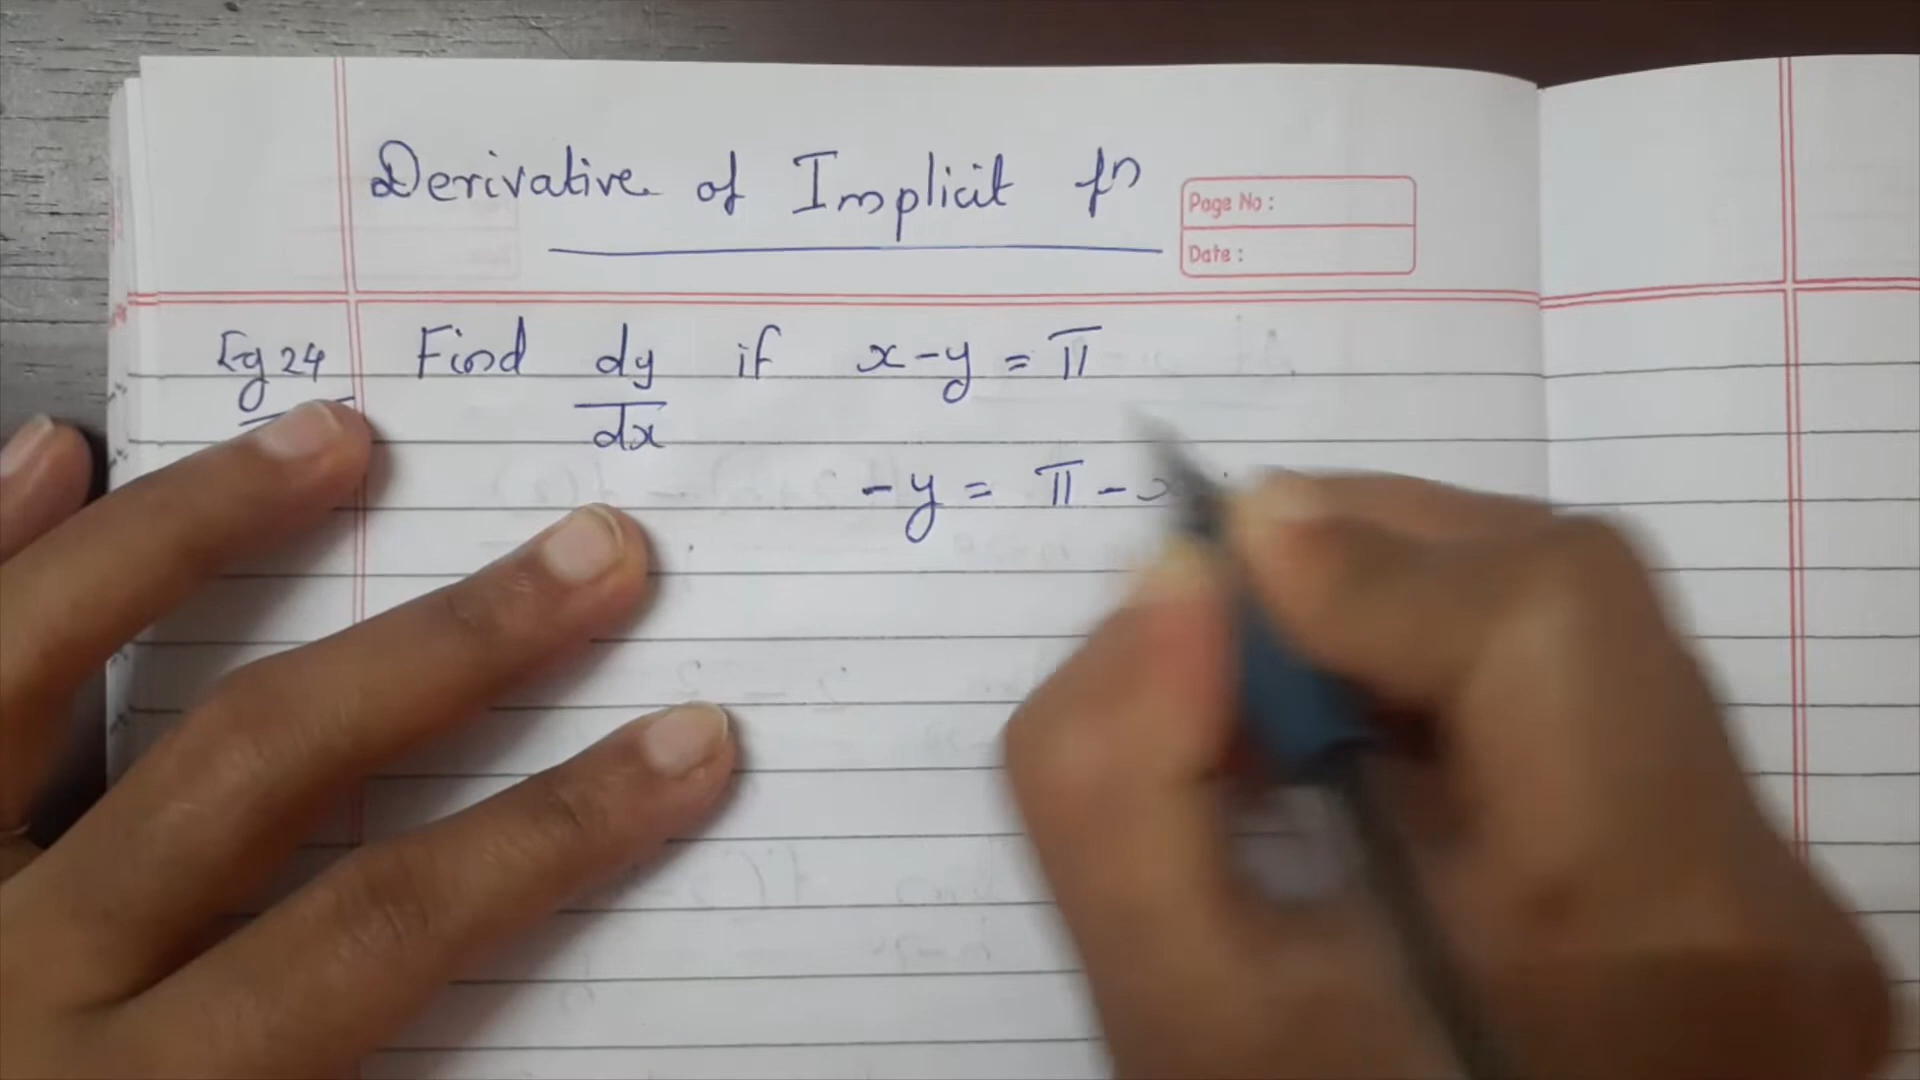 Derivative of Implicit fn
Page No :
Date :
Eg 24 Find dy/dx if x-y = π
-y = π - x